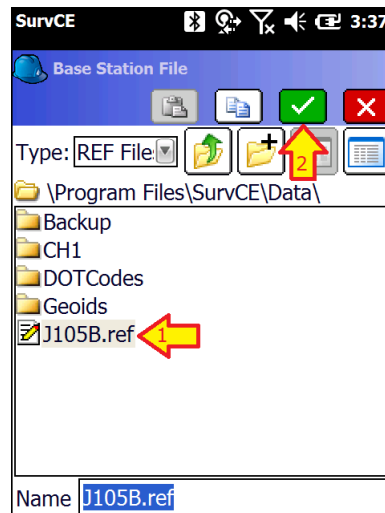 SurvCE 3:37
Base Station File
2
Type: REF File
\Program Files\SurvCE\Data\
Backup
CH1
DOTCodes
Geoids
J105B.ref 1
Name J105B.ref